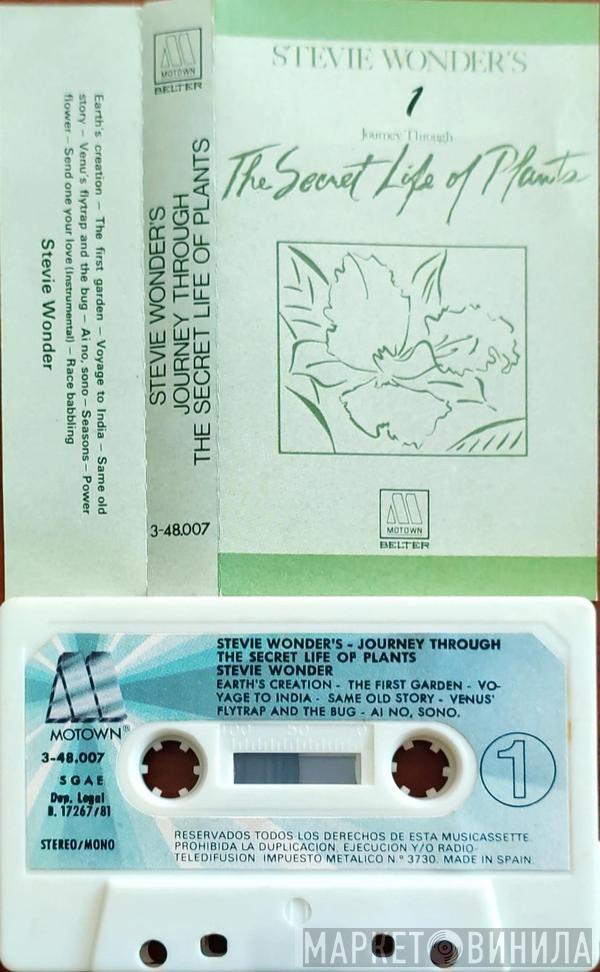 STEVIE WONDER'S
1
Journey Through
The Secret Life of Plants
MOTOWN
BELTER
MOTOWN
BELTER
STEVIE WONDER'S
JOURNEY THROUGH
THE SECRET LIFE OF PLANTS
3-48.007
Earth's creation – The first garden – Voyage to India – Same old
story – Venu's flytrap and the bug – Ai no, sono – Seasons – Power
flower – Send one your love (Instrumental) – Race babbling
Stevie Wonder
STEVIE WONDER'S - JOURNEY THROUGH
THE SECRET LIFE OF PLANTS
STEVIE WONDER
EARTH'S CREATION - THE FIRST GARDEN - VO-
YAGE TO INDIA - SAME OLD STORY - VENUS'
FLYTRAP AND THE BUG - AI NO, SONO.
MOTOWN®
3-48.007
SGAE
Dep. Legal
B. 17267/81
STEREO/MONO
100 50 0
1
RESERVADOS TODOS LOS DERECHOS DE ESTA MUSICASSETTE.
PROHIBIDA LA DUPLICACION, EJECUCION Y/O RADIO-
TELEDIFUSION IMPUESTO METALICO N.º 3730. MADE IN SPAIN.
МАРКЕТ ВИНИЛА